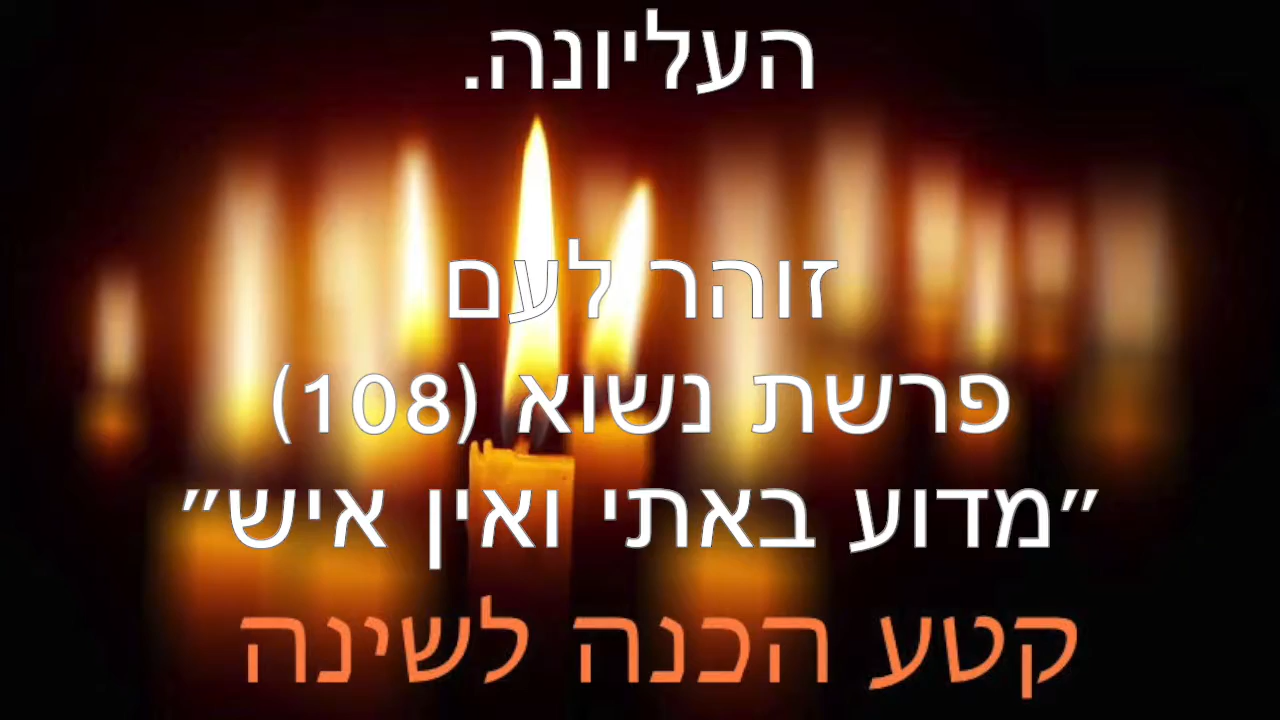 העליונה.
זוהר לעם
פרשת נשוא (108)
״מדוע באתי ואין איש״
קטע הכנה לשינה